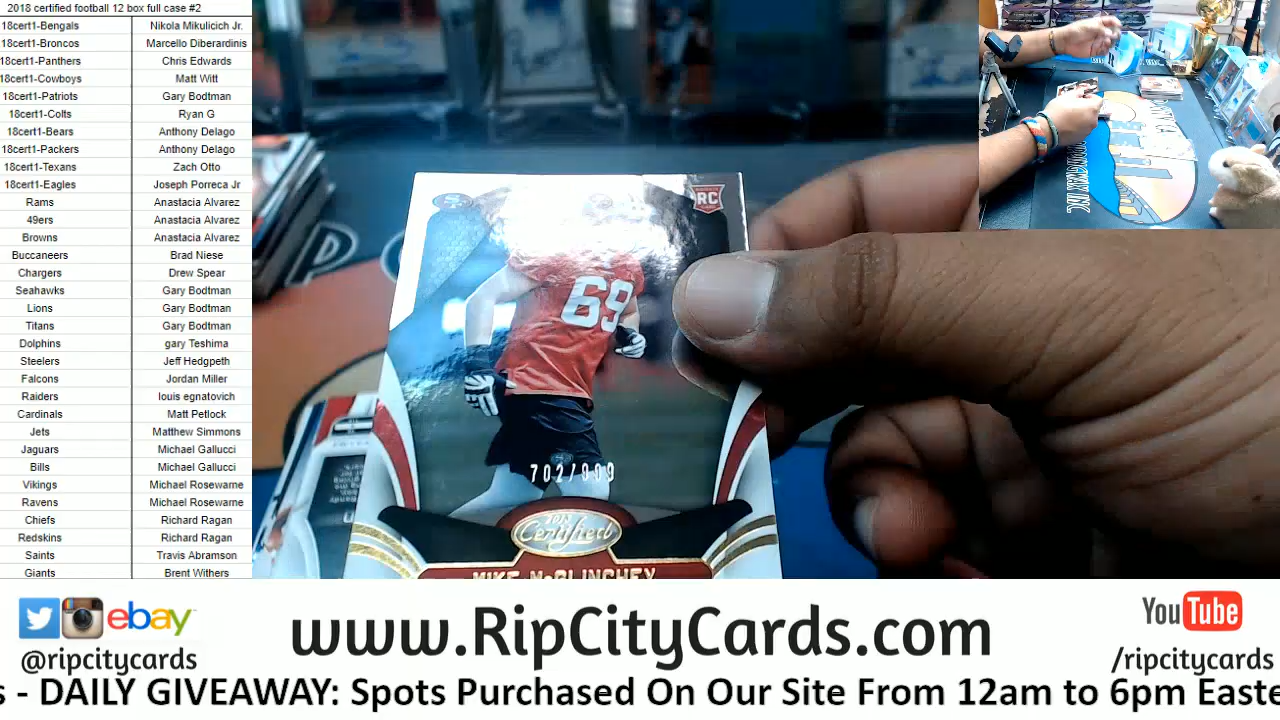 2018 certified football 12 box full case #2
18cert1-Bengals Nikola Mikulicich Jr.
18cert1-Broncos Marcello Diberardinis
18cert1-Panthers Chris Edwards
18cert1-Cowboys Matt Witt
18cert1-Patriots Gary Bodtman
18cert1-Colts Ryan G
18cert1-Bears Anthony Delago
18cert1-Packers Anthony Delago
18cert1-Texans Zach Otto
18cert1-Eagles Joseph Porreca Jr
Rams Anastacia Alvarez
49ers Anastacia Alvarez
Browns Anastacia Alvarez
Buccaneers Brad Niese
Chargers Drew Spear
Seahawks Gary Bodtman
Lions Gary Bodtman
Titans Gary Bodtman
Dolphins gary Teshima
Steelers Jeff Hedgpeth
Falcons Jordan Miller
Raiders louis egnatovich
Cardinals Matt Petlock
Jets Matthew Simmons
Jaguars Michael Gallucci
Bills Michael Gallucci
Vikings Michael Rosewarne
Ravens Michael Rosewarne
Chiefs Richard Ragan
Redskins Richard Ragan
Saints Travis Abramson
Giants Brent Withers
RC
69
702/999
2018
Certified
MIKE McGLINCHEY
ebay
@ripcitycards
www.RipCityCards.com
YouTube
/ripcitycards
s - DAILY GIVEAWAY: Spots Purchased On Our Site From 12am to 6pm Easte